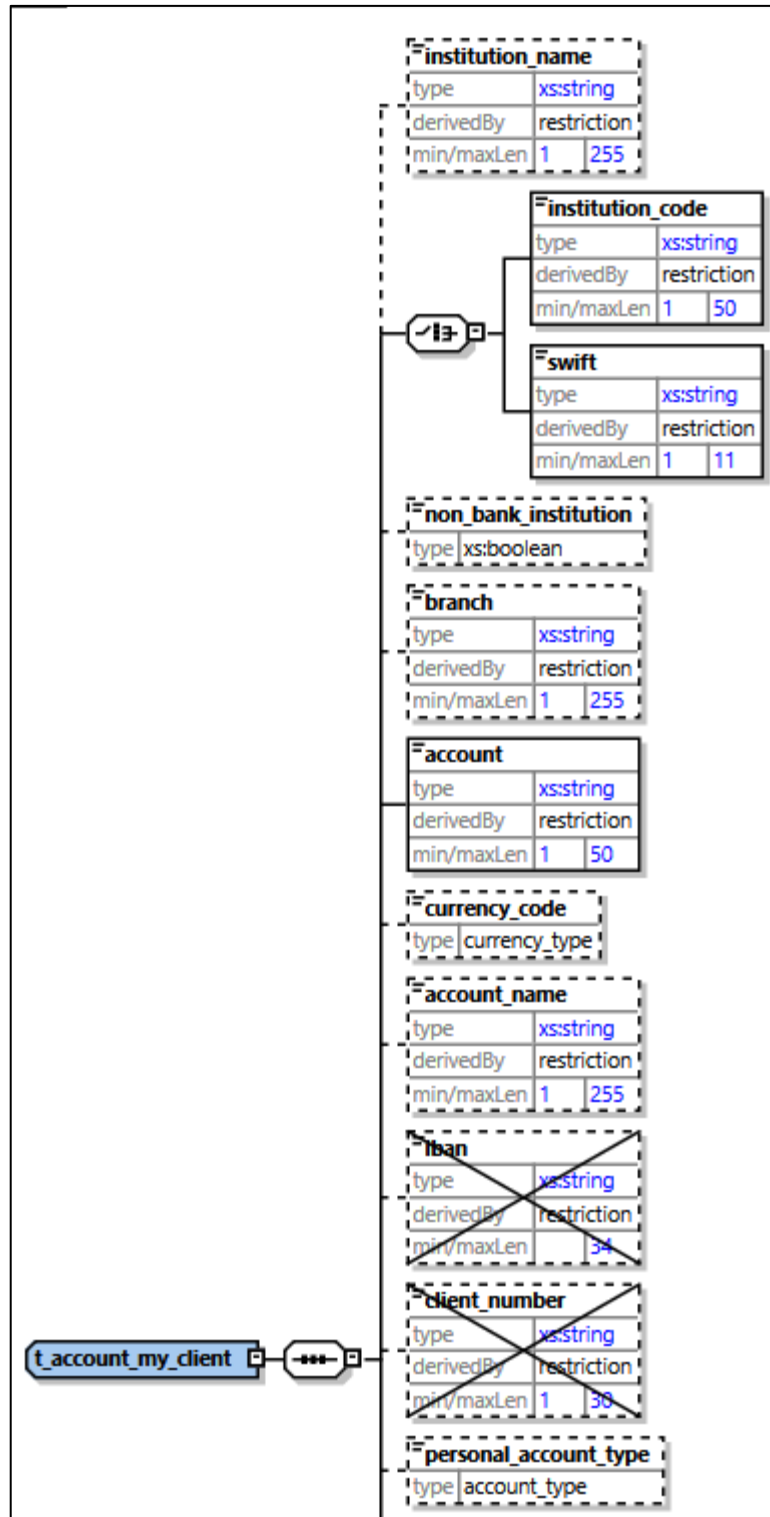 institution_name
type xs:string
derivedBy restriction
min/maxLen 1 255
institution_code
type xs:string
derivedBy restriction
min/maxLen 1 50
swift
type xs:string
derivedBy restriction
min/maxLen 1 11
non_bank_institution
type xs:boolean
branch
type xs:string
derivedBy restriction
min/maxLen 1 255
account
type xs:string
derivedBy restriction
min/maxLen 1 50
currency_code
type currency_type
account_name
type xs:string
derivedBy restriction
min/maxLen 1 255
iban
type xs:string
derivedBy restriction
min/maxLen 34
client_number
type xs:string
derivedBy restriction
min/maxLen 1 30
t_account_my_client
personal_account_type
type account_type